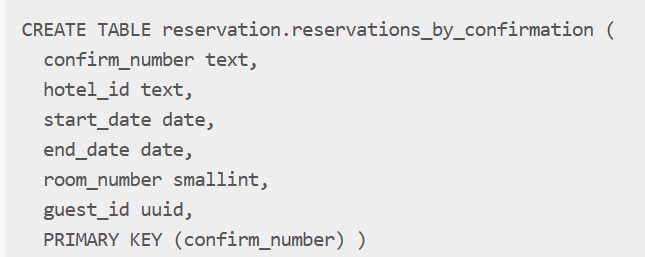 CREATE TABLE reservation.reservations_by_confirmation (
  confirm_number text,
  hotel_id text,
  start_date date,
  end_date date,
  room_number smallint,
  guest_id uuid,
  PRIMARY KEY (confirm_number) )